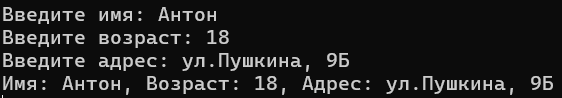 Введите имя: Антон
Введите возраст: 18
Введите адрес: ул.Пушкина, 9Б
Имя: Антон, Возраст: 18, Адрес: ул.Пушкина, 9Б